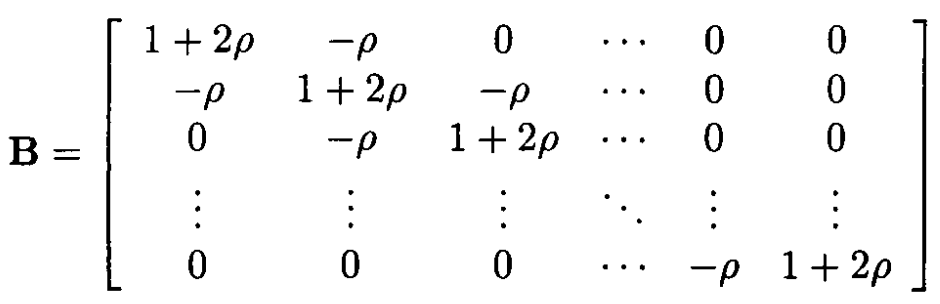 1 + 2ρ −ρ 0 ⋯ 0 0
−ρ 1 + 2ρ −ρ ⋯ 0 0
B = 0 −ρ 1 + 2ρ ⋯ 0 0
⋮ ⋮ ⋮ ⋱ ⋮ ⋮
0 0 0 ⋯ −ρ 1 + 2ρ